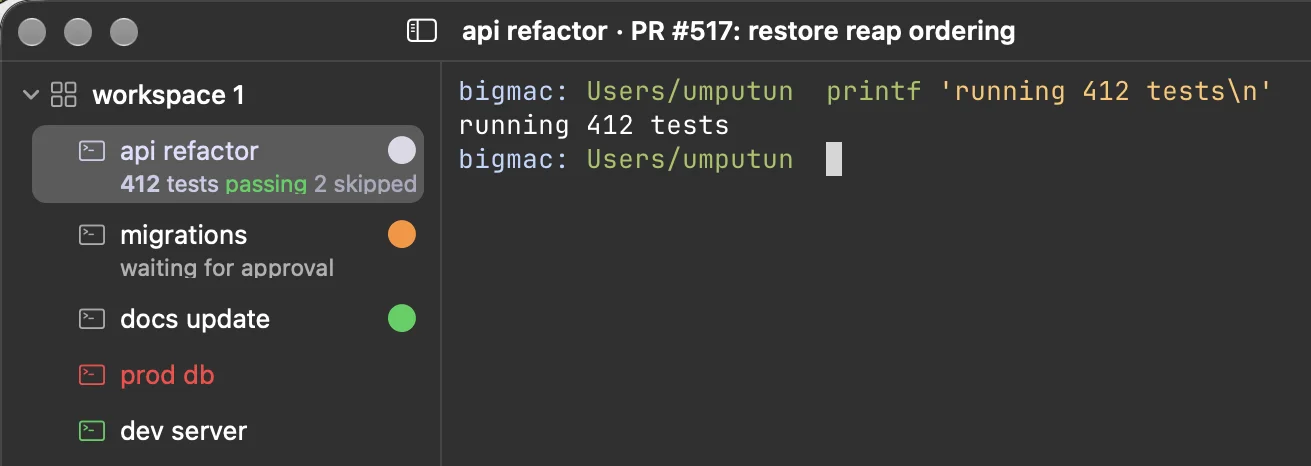 api refactor · PR #517: restore reap ordering
workspace 1
api refactor
412 tests passing 2 skipped
migrations
waiting for approval
docs update
prod db
dev server
bigmac: Users/umputun  printf 'running 412 tests\n'
running 412 tests
bigmac: Users/umputun